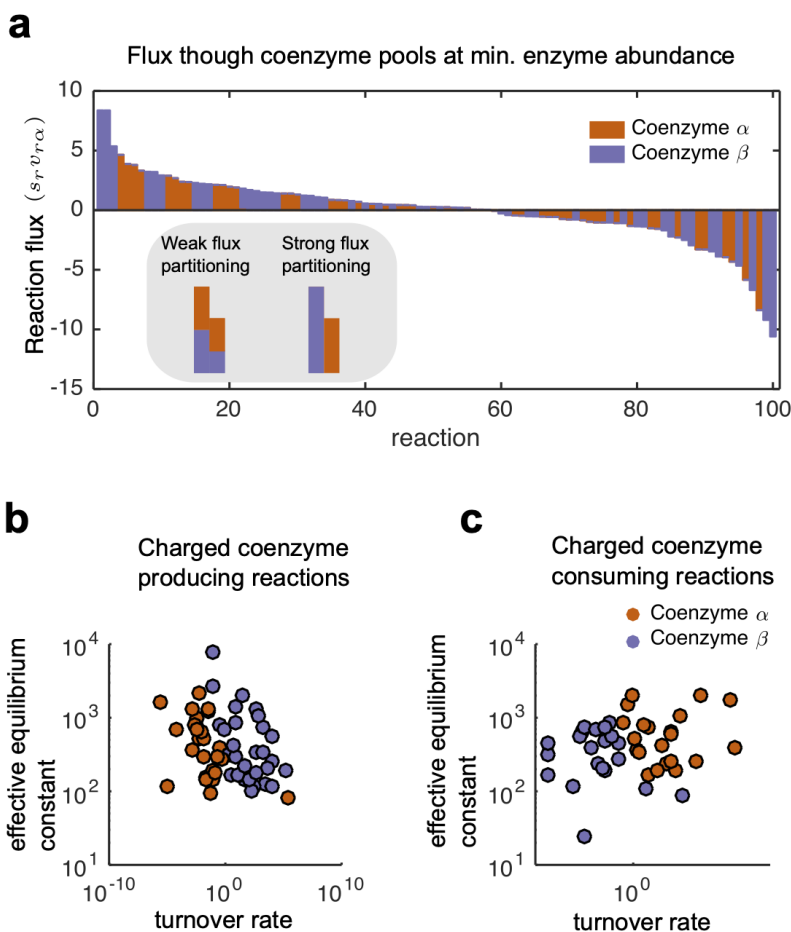 a
Flux though coenzyme pools at min. enzyme abundance
Reaction flux (s_r v_{rα})
10
5
0
-5
-10
-15
Coenzyme α
Coenzyme β
Weak flux
partitioning
Strong flux
partitioning
0 20 40 60 80 100
reaction
b
Charged coenzyme
producing reactions
effective equilibrium
constant
10^4
10^3
10^2
10^1
10^-10 10^0 10^10
turnover rate
c
Charged coenzyme
consuming reactions
Coenzyme α
Coenzyme β
effective equilibrium
constant
10^4
10^3
10^2
10^1
10^0
turnover rate